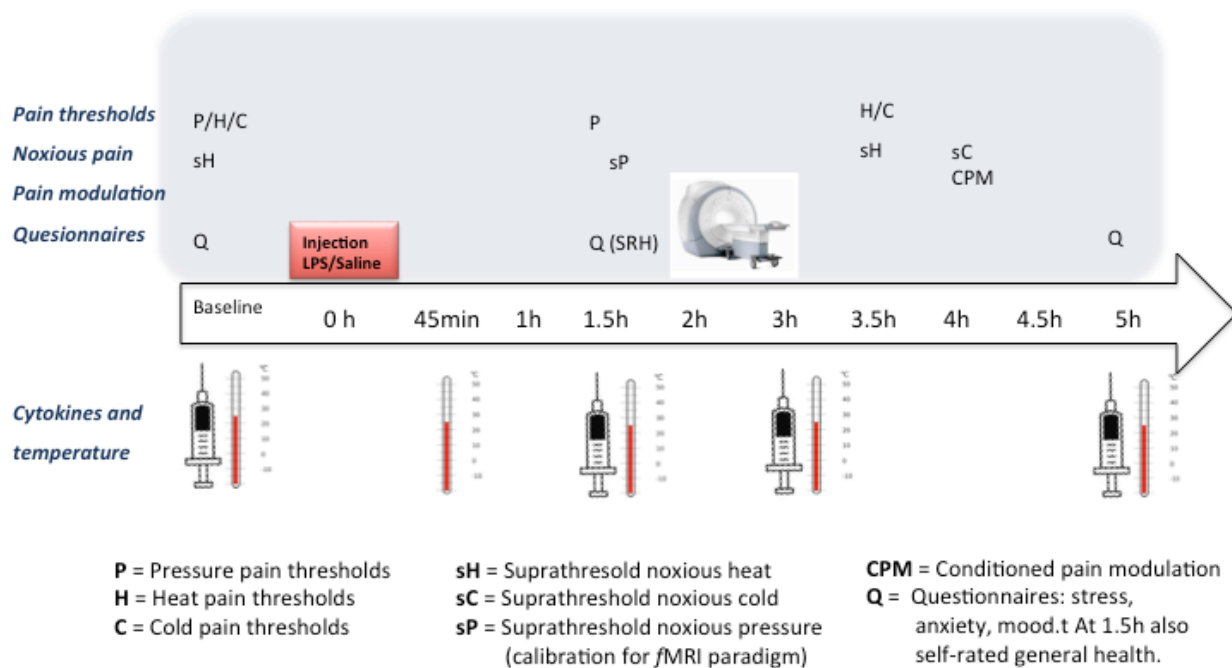 Pain thresholds
P/H/C
P
H/C
Noxious pain
sH
sP
sH
sC
Pain modulation
CPM
Quesionnaires
Q
Injection
LPS/Saline
Q (SRH)
Q
Baseline
0 h
45min
1h
1.5h
2h
3h
3.5h
4h
4.5h
5h
Cytokines and
temperature
P = Pressure pain thresholds
H = Heat pain thresholds
C = Cold pain thresholds
sH = Suprathresold noxious heat
sC = Suprathreshold noxious cold
sP = Suprathreshold noxious pressure
(calibration for fMRI paradigm)
CPM = Conditioned pain modulation
Q = Questionnaires: stress,
anxiety, mood.t At 1.5h also
self-rated general health.